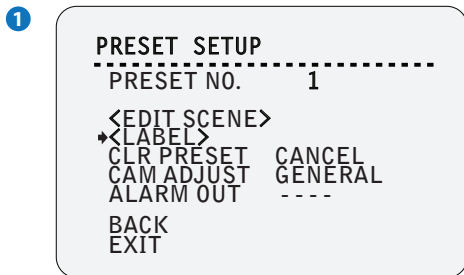 1
PRESET SETUP
PRESET NO. 1
<EDIT SCENE>
<LABEL>
CLR PRESET CANCEL
CAM ADJUST GENERAL
ALARM OUT ----
BACK
EXIT